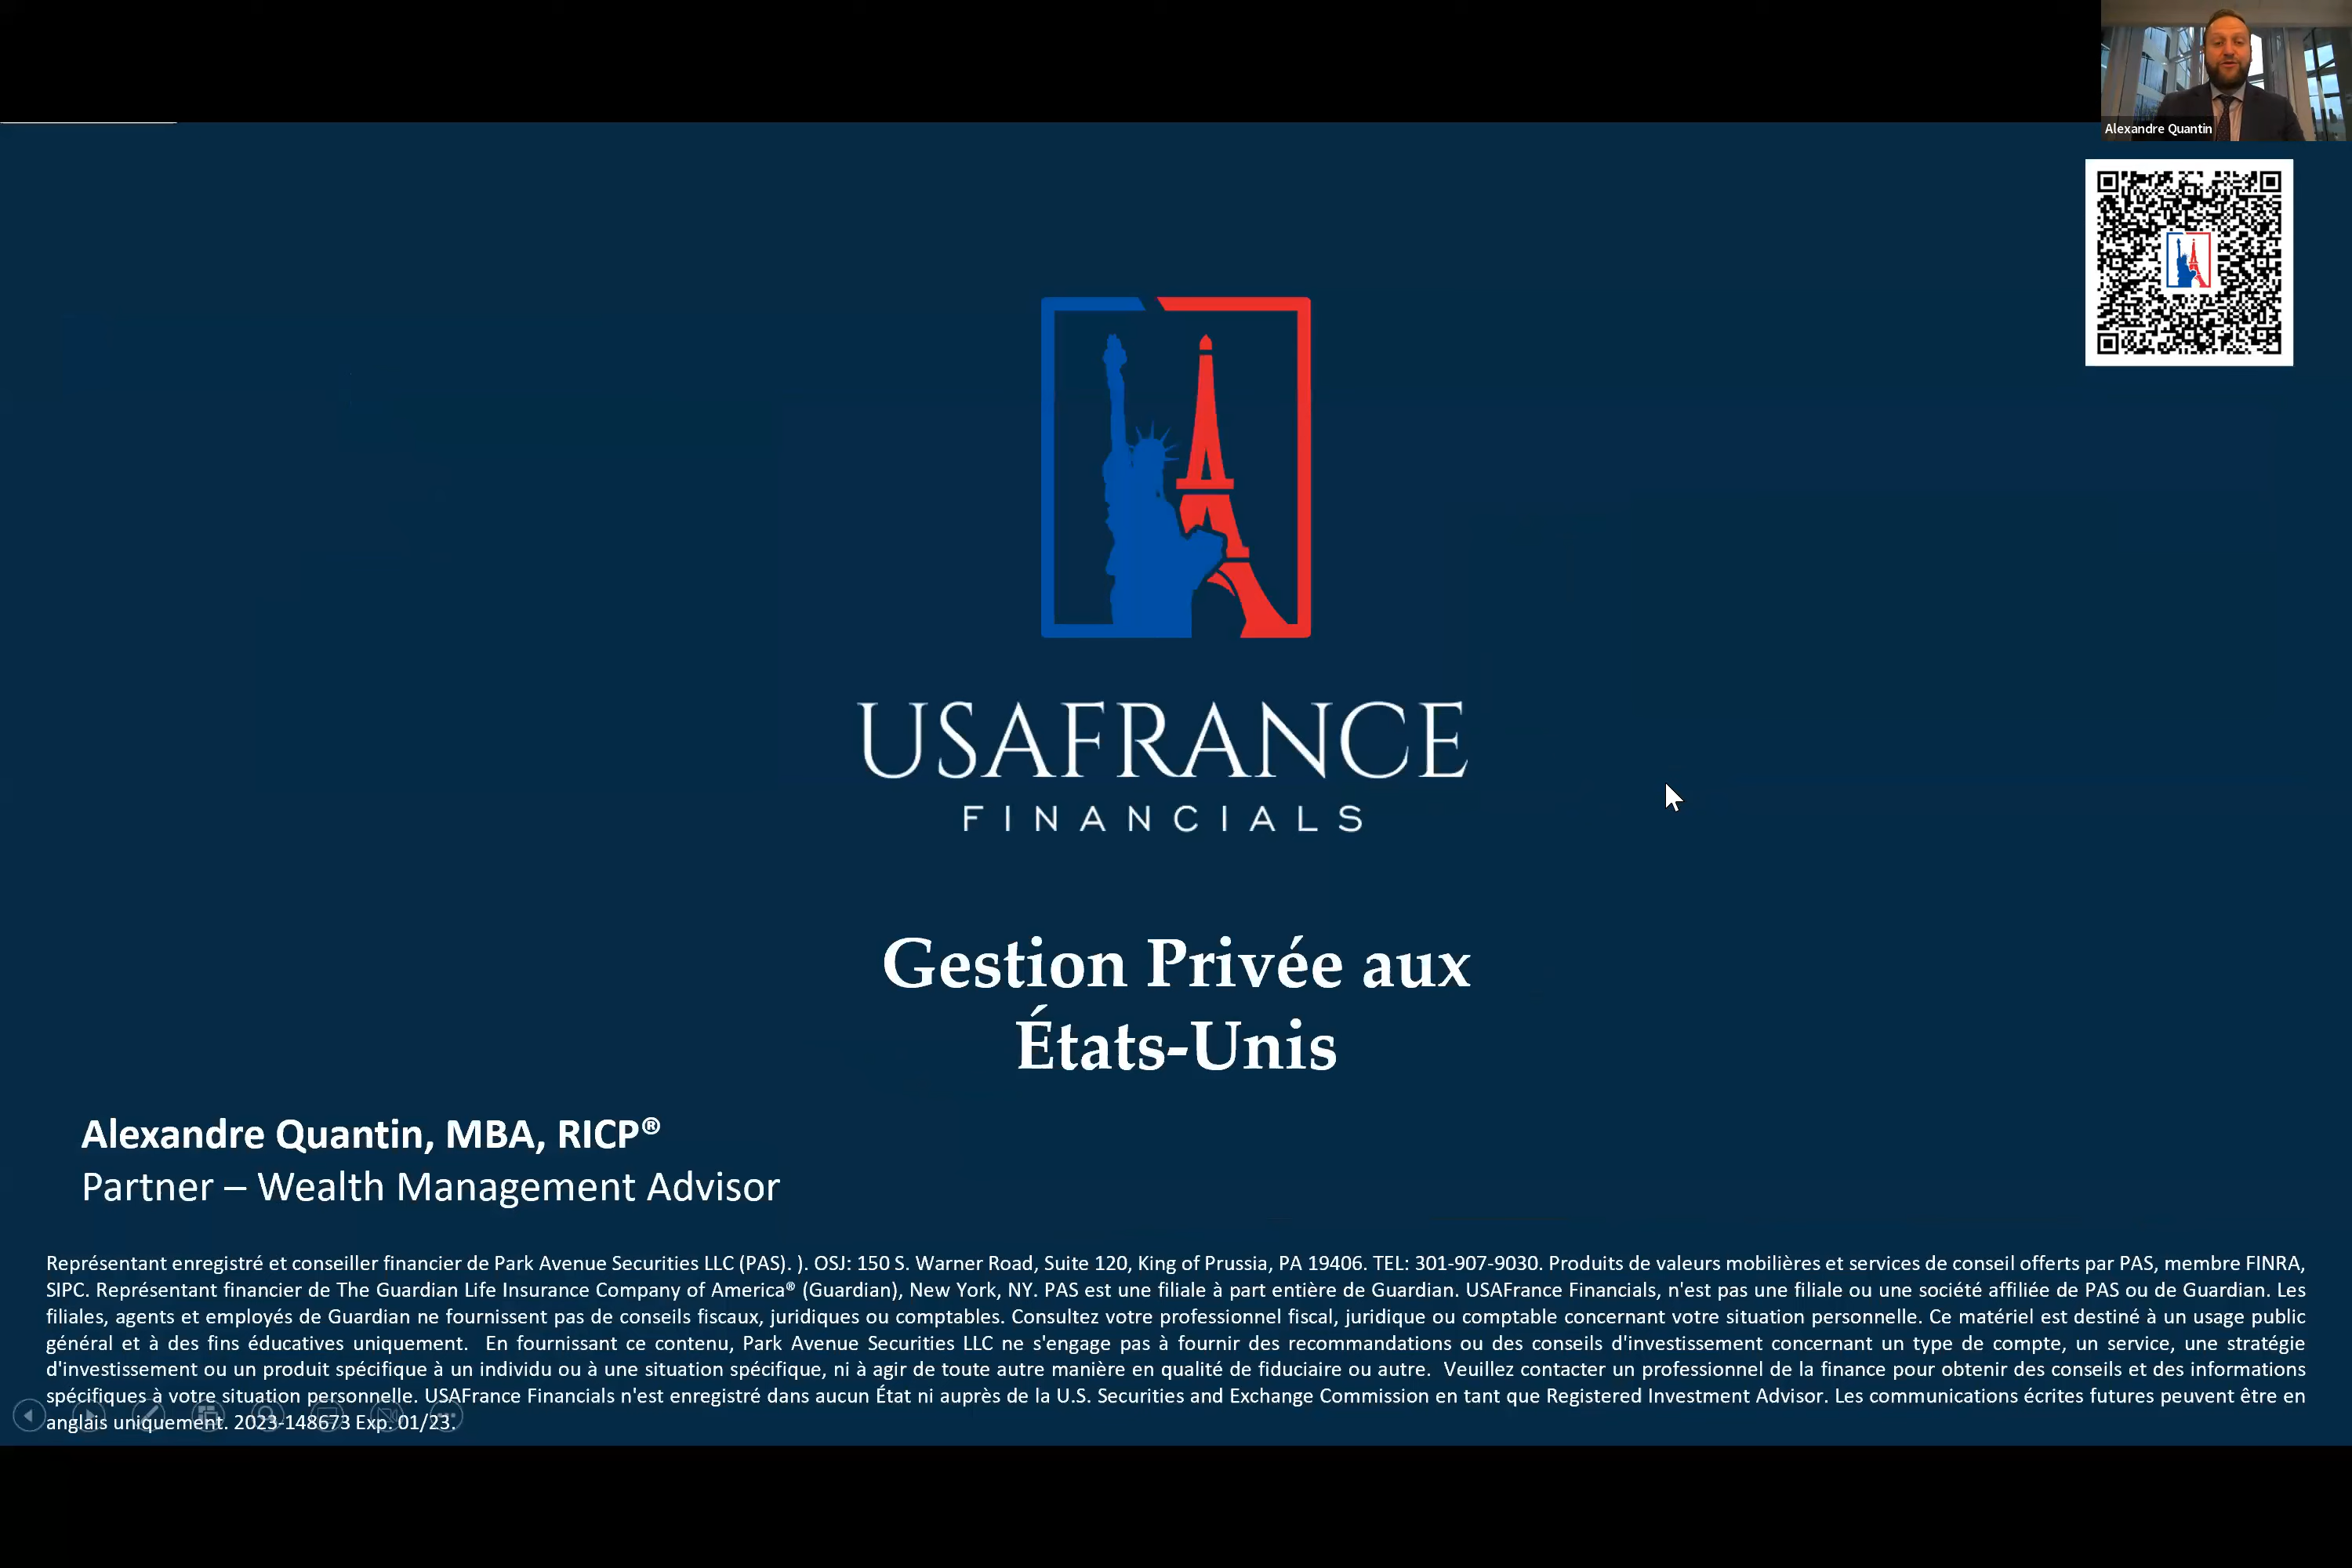 Alexandre Quantin
USAFRANCE
FINANCIALS
Gestion Privée aux
États-Unis
Alexandre Quantin, MBA, RICP®
Partner – Wealth Management Advisor
Représentant enregistré et conseiller financier de Park Avenue Securities LLC (PAS). ). OSJ: 150 S. Warner Road, Suite 120, King of Prussia, PA 19406. TEL: 301-907-9030. Produits de valeurs mobilières et services de conseil offerts par PAS, membre FINRA,
SIPC. Représentant financier de The Guardian Life Insurance Company of America® (Guardian), New York, NY. PAS est une filiale à part entière de Guardian. USAFrance Financials, n'est pas une filiale ou une société affiliée de PAS ou de Guardian. Les
filiales, agents et employés de Guardian ne fournissent pas de conseils fiscaux, juridiques ou comptables. Consultez votre professionnel fiscal, juridique ou comptable concernant votre situation personnelle. Ce matériel est destiné à un usage public
général et à des fins éducatives uniquement. En fournissant ce contenu, Park Avenue Securities LLC ne s'engage pas à fournir des recommandations ou des conseils d'investissement concernant un type de compte, un service, une stratégie
d'investissement ou un produit spécifique à un individu ou à une situation spécifique, ni à agir de toute autre manière en qualité de fiduciaire ou autre. Veuillez contacter un professionnel de la finance pour obtenir des conseils et des informations
spécifiques à votre situation personnelle. USAFrance Financials n'est enregistré dans aucun État ni auprès de la U.S. Securities and Exchange Commission en tant que Registered Investment Advisor. Les communications écrites futures peuvent être en
anglais uniquement. 2023-148673 Exp. 01/23.